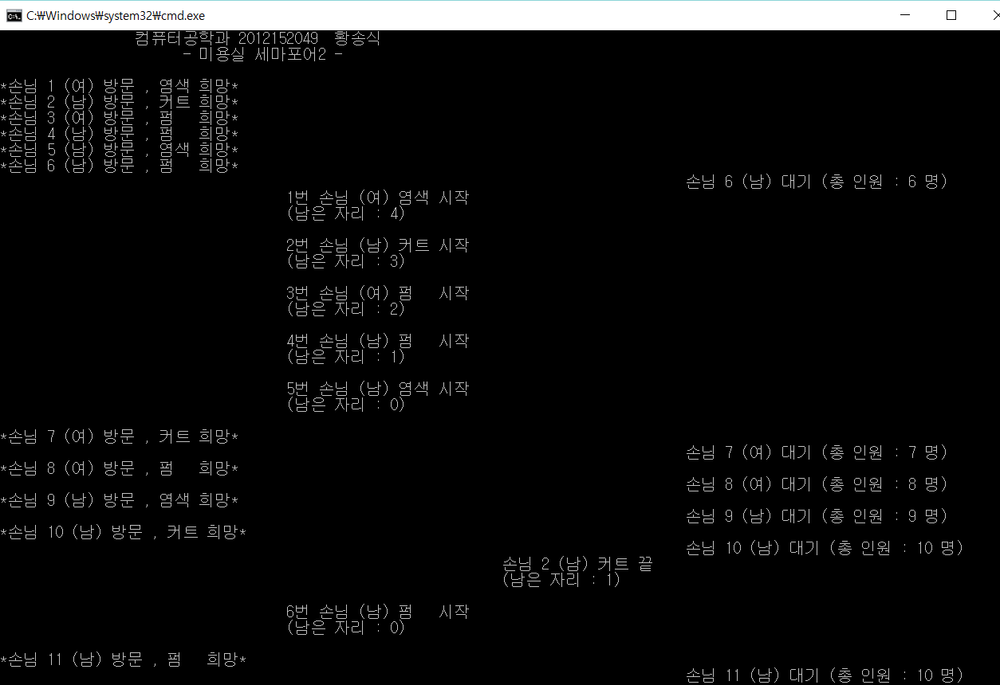 C:\Windows\system32\cmd.exe
컴퓨터공학과 2012152049 황송식
- 미용실 세마포어2 -
*손님 1 (여) 방문 , 염색 희망*
*손님 2 (남) 방문 , 커트 희망*
*손님 3 (여) 방문 , 펌 희망*
*손님 4 (남) 방문 , 펌 희망*
*손님 5 (남) 방문 , 염색 희망*
*손님 6 (남) 방문 , 펌 희망*
손님 6 (남) 대기 (총 인원 : 6 명)
1번 손님 (여) 염색 시작
(남은 자리 : 4)
2번 손님 (남) 커트 시작
(남은 자리 : 3)
3번 손님 (여) 펌 시작
(남은 자리 : 2)
4번 손님 (남) 펌 시작
(남은 자리 : 1)
5번 손님 (남) 염색 시작
(남은 자리 : 0)
*손님 7 (여) 방문 , 커트 희망*
손님 7 (여) 대기 (총 인원 : 7 명)
*손님 8 (여) 방문 , 펌 희망*
손님 8 (여) 대기 (총 인원 : 8 명)
*손님 9 (남) 방문 , 염색 희망*
손님 9 (남) 대기 (총 인원 : 9 명)
*손님 10 (남) 방문 , 커트 희망*
손님 10 (남) 대기 (총 인원 : 10 명)
손님 2 (남) 커트 끝
(남은 자리 : 1)
6번 손님 (남) 펌 시작
(남은 자리 : 0)
*손님 11 (남) 방문 , 펌 희망*
손님 11 (남) 대기 (총 인원 : 10 명)